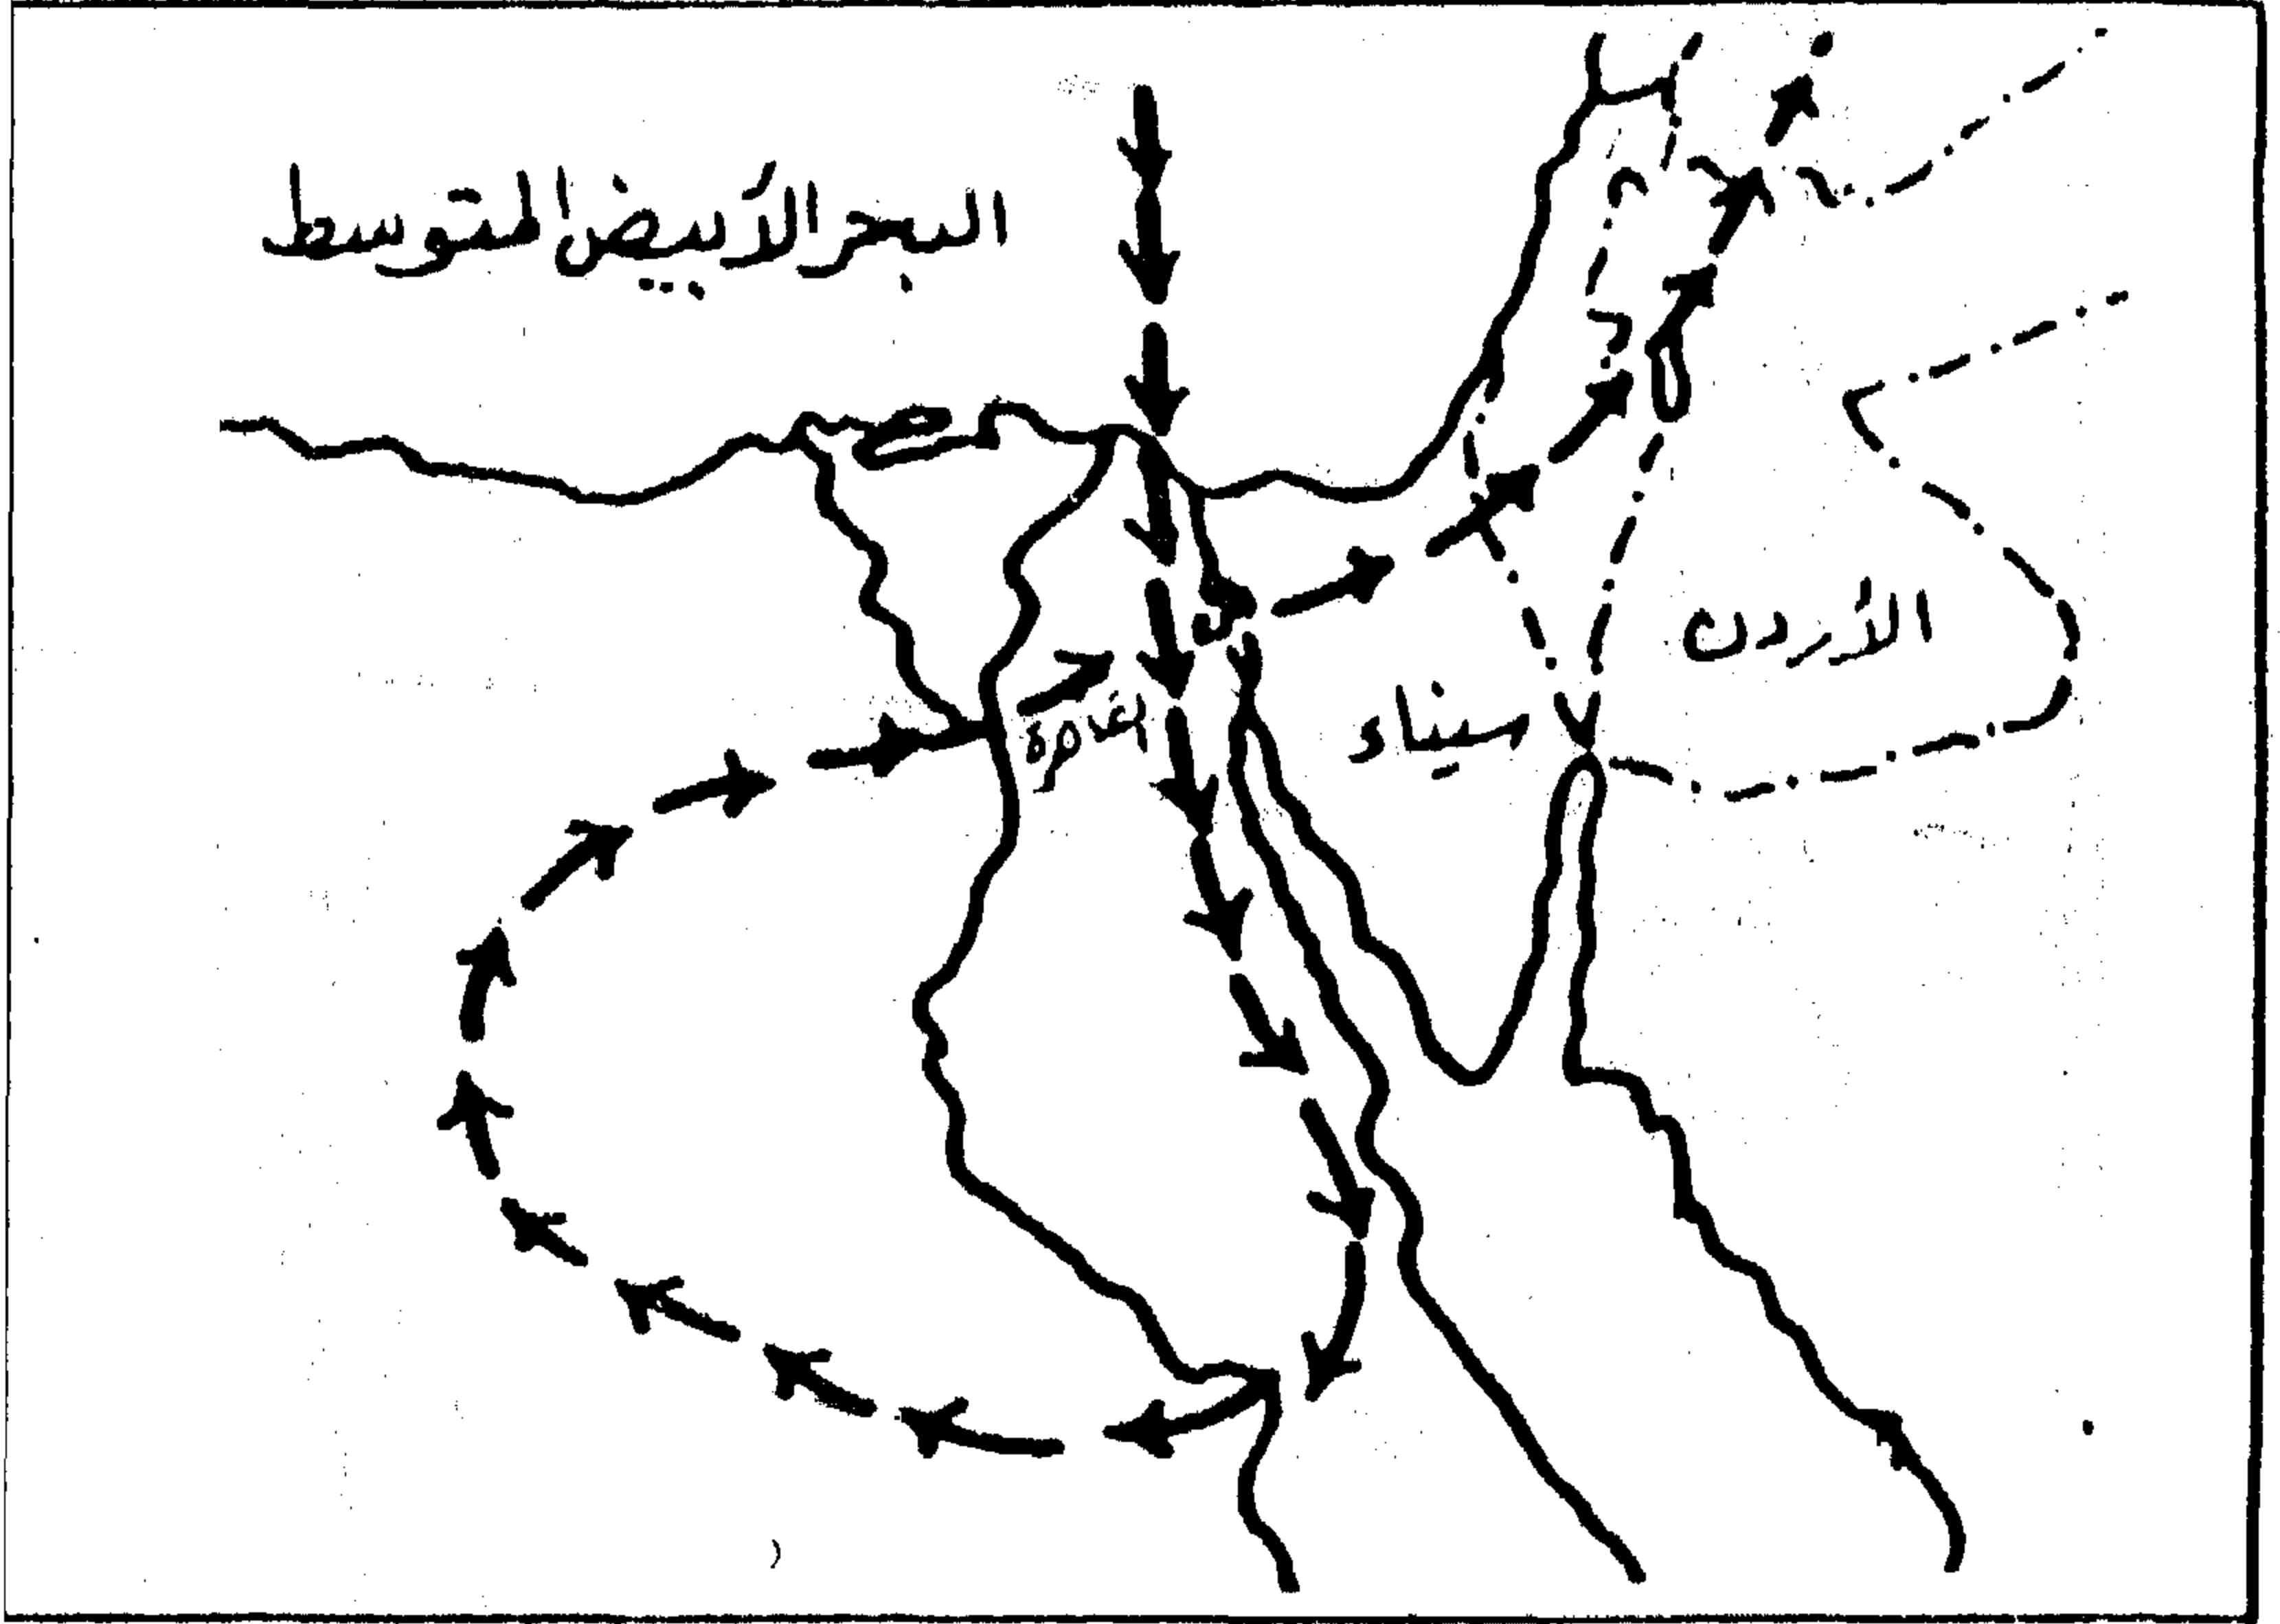 البحر الأبيض المتوسط
الأردن
سيناء
القاهرة